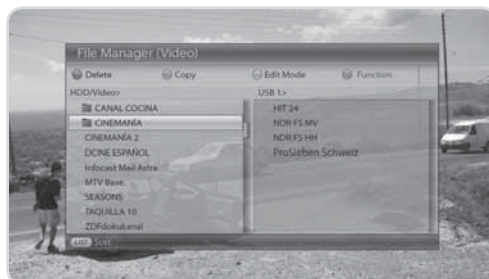 File Manager (Video)
Delete Copy Edit Mode Function
HDD/Video>
CANAL COCINA
CINEMANÍA
CINEMANÍA 2
DCINE ESPAÑOL
Infocast Mail Astra
MTV Base.
SEASONS
TAQUILLA 10
ZDFdokukanal
USB 1>
HIT 24
NDR FS MV
NDR FS HH
ProSieben Schweiz
LIST Sort